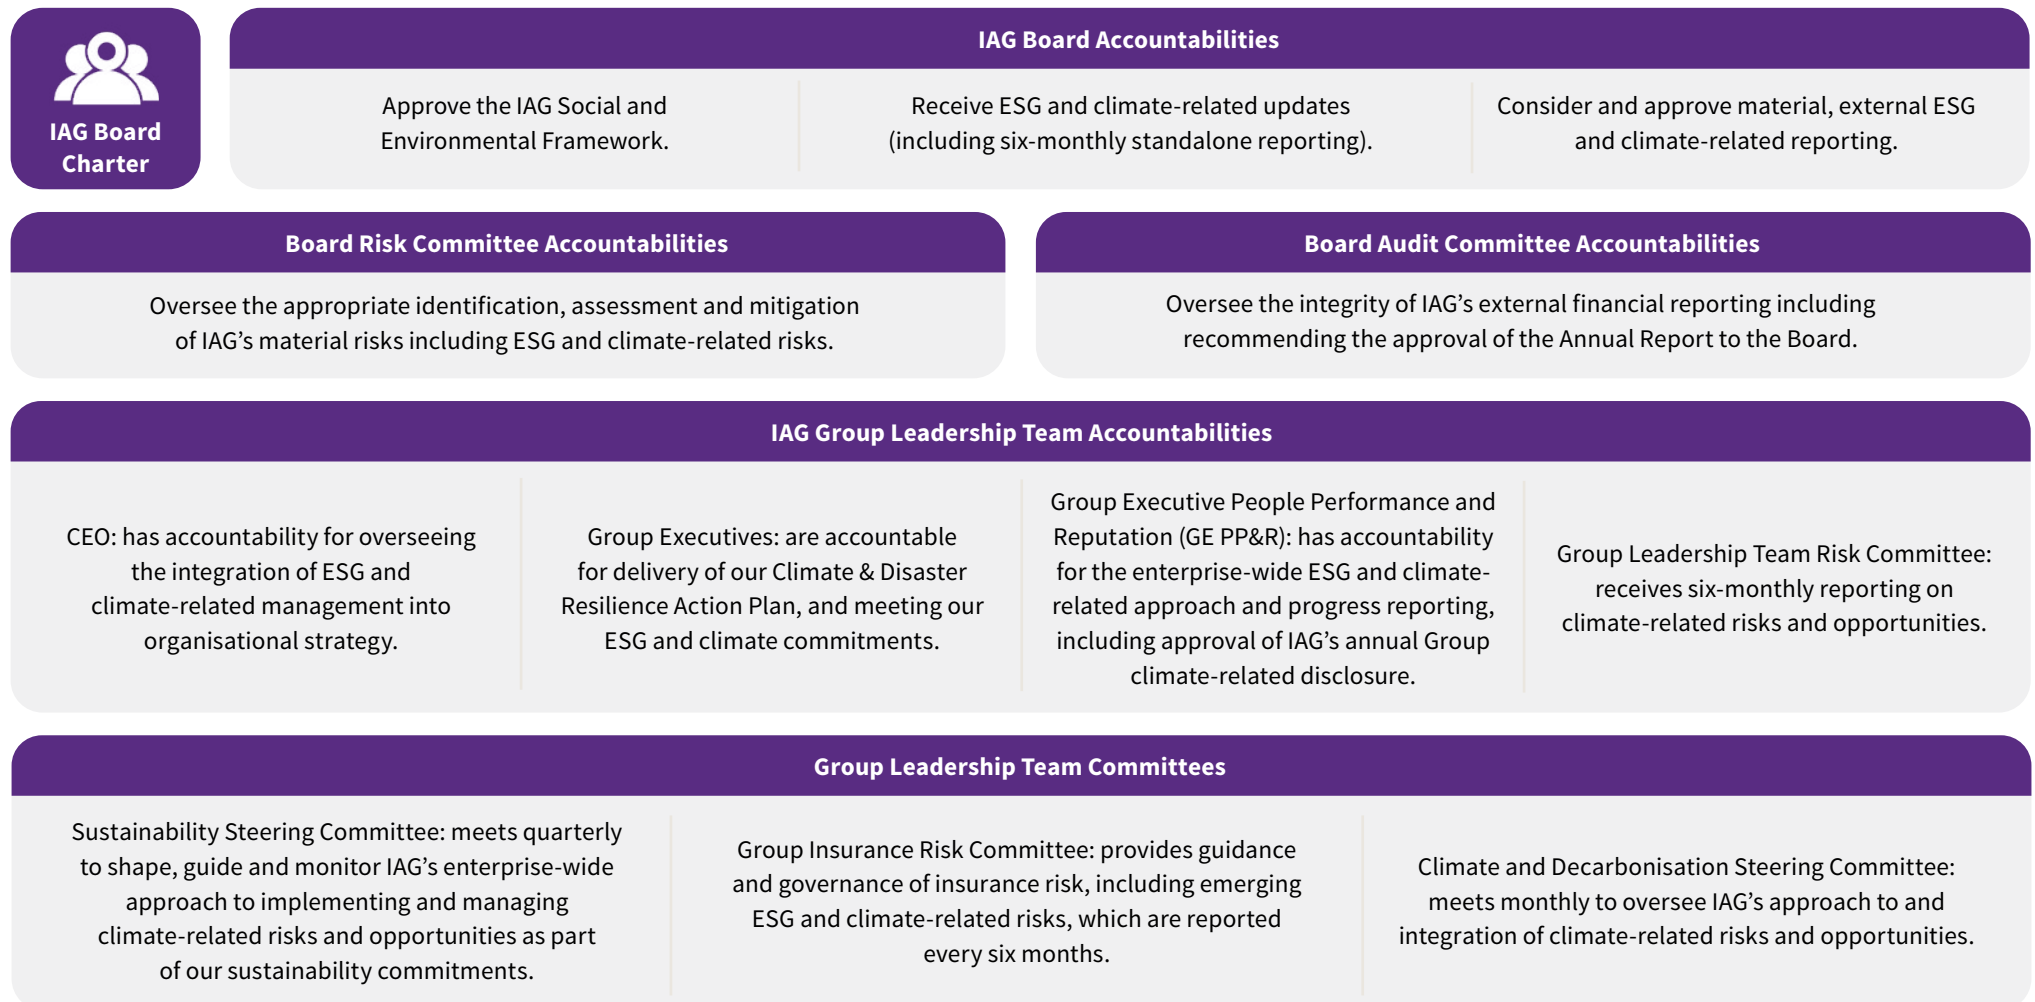 IAG Board
Charter
IAG Board Accountabilities
Approve the IAG Social and
Environmental Framework.
Receive ESG and climate-related updates
(including six-monthly standalone reporting).
Consider and approve material, external ESG
and climate-related reporting.
Board Risk Committee Accountabilities
Oversee the appropriate identification, assessment and mitigation
of IAG’s material risks including ESG and climate-related risks.
Board Audit Committee Accountabilities
Oversee the integrity of IAG’s external financial reporting including
recommending the approval of the Annual Report to the Board.
IAG Group Leadership Team Accountabilities
CEO: has accountability for overseeing
the integration of ESG and
climate-related management into
organisational strategy.
Group Executives: are accountable
for delivery of our Climate & Disaster
Resilience Action Plan, and meeting our
ESG and climate commitments.
Group Executive People Performance and
Reputation (GE PP&R): has accountability
for the enterprise-wide ESG and climate-
related approach and progress reporting,
including approval of IAG’s annual Group
climate-related disclosure.
Group Leadership Team Risk Committee:
receives six-monthly reporting on
climate-related risks and opportunities.
Group Leadership Team Committees
Sustainability Steering Committee: meets quarterly
to shape, guide and monitor IAG’s enterprise-wide
approach to implementing and managing
climate-related risks and opportunities as part
of our sustainability commitments.
Group Insurance Risk Committee: provides guidance
and governance of insurance risk, including emerging
ESG and climate-related risks, which are reported
every six months.
Climate and Decarbonisation Steering Committee:
meets monthly to oversee IAG’s approach to and
integration of climate-related risks and opportunities.